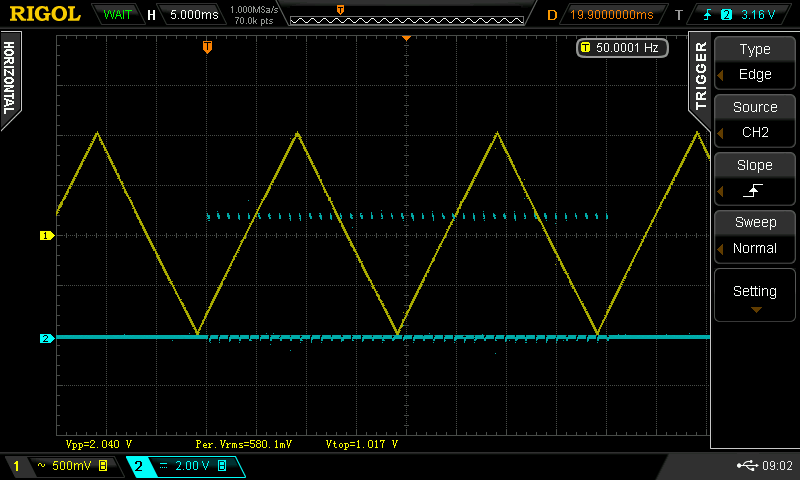 RIGOL WAIT H 5.000ms 1.000MSa/s 70.0k pts T D 19.9000000ms T 2 3.16 V
HORIZONTAL
T
T 50.0001 Hz
TRIGGER
Type
Edge
Source
CH2
Slope
Sweep
Normal
Setting
1
2
Vpp=2.040 V Per.Vrms=580.1mV Vtop=1.017 V
1 ~ 500mV B 2 2.00 V B 09:02